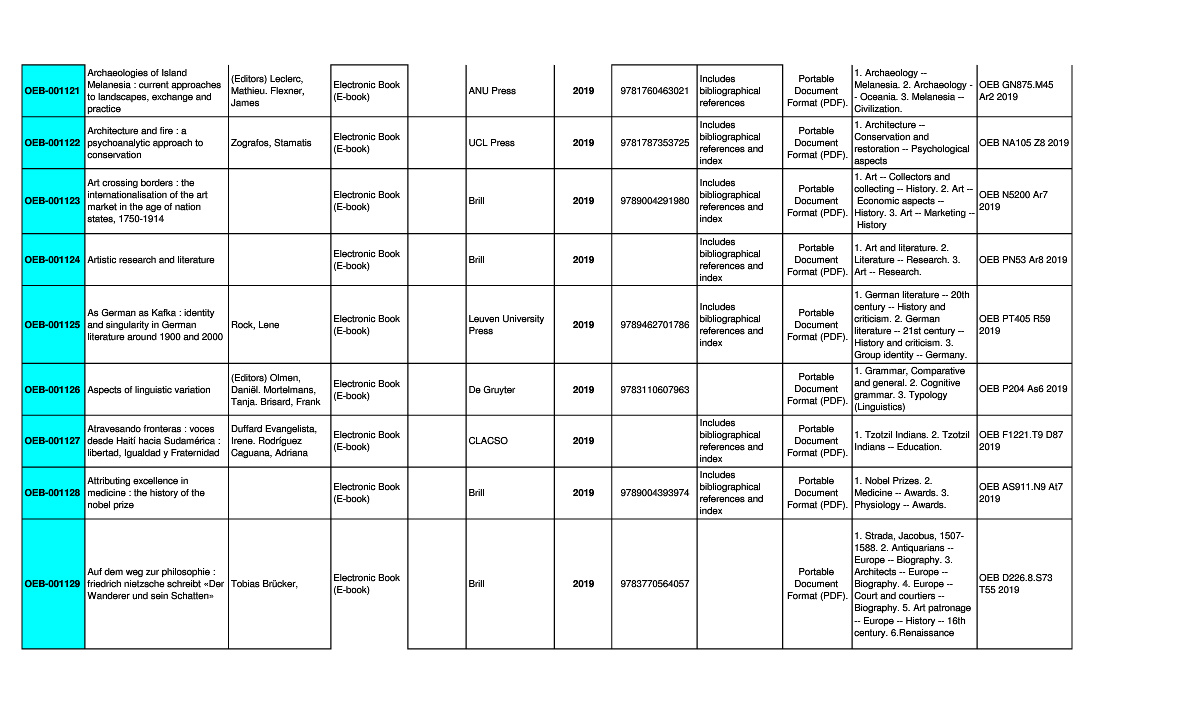 OEB-001121
Archaeologies of Island
Melanesia : current approaches
to landscapes, exchange and
practice
(Editors) Leclerc,
Mathieu. Flexner,
James
Electronic Book
(E-book)
ANU Press
2019
9781760463021
Includes
bibliographical
references
Portable
Document
Format (PDF).
1. Archaeology --
Melanesia. 2. Archaeology -
- Oceania. 3. Melanesia --
Civilization.
OEB GN875.M45
Ar2 2019
OEB-001122
Architecture and fire : a
psychoanalytic approach to
conservation
Zografos, Stamatis
Electronic Book
(E-book)
UCL Press
2019
9781787353725
Includes
bibliographical
references and
index
Portable
Document
Format (PDF).
1. Architecture --
Conservation and
restoration -- Psychological
aspects
OEB NA105 Z8 2019
OEB-001123
Art crossing borders : the
internationalisation of the art
market in the age of nation
states, 1750-1914
Electronic Book
(E-book)
Brill
2019
9789004291980
Includes
bibliographical
references and
index
Portable
Document
Format (PDF).
1. Art -- Collectors and
collecting -- History. 2. Art --
Economic aspects --
History. 3. Art -- Marketing --
History
OEB N5200 Ar7
2019
OEB-001124
Artistic research and literature
Electronic Book
(E-book)
Brill
2019
Includes
bibliographical
references and
index
Portable
Document
Format (PDF).
1. Art and literature. 2.
Literature -- Research. 3.
Art -- Research.
OEB PN53 Ar8 2019
OEB-001125
As German as Kafka : identity
and singularity in German
literature around 1900 and 2000
Rock, Lene
Electronic Book
(E-book)
Leuven University
Press
2019
9789462701786
Includes
bibliographical
references and
index
Portable
Document
Format (PDF).
1. German literature -- 20th
century -- History and
criticism. 2. German
literature -- 21st century --
History and criticism. 3.
Group identity -- Germany.
OEB PT405 R59
2019
OEB-001126
Aspects of linguistic variation
(Editors) Olmen,
Daniël. Mortelmans,
Tanja. Brisard, Frank
Electronic Book
(E-book)
De Gruyter
2019
9783110607963
Portable
Document
Format (PDF).
1. Grammar, Comparative
and general. 2. Cognitive
grammar. 3. Typology
(Linguistics)
OEB P204 As6 2019
OEB-001127
Atravesando fronteras : voces
desde Haití hacia Sudamérica :
libertad, Igualdad y Fraternidad
Duffard Evangelista,
Irene. Rodríguez
Caguana, Adriana
Electronic Book
(E-book)
CLACSO
2019
Includes
bibliographical
references and
index
Portable
Document
Format (PDF).
1. Tzotzil Indians. 2. Tzotzil
Indians -- Education.
OEB F1221.T9 D87
2019
OEB-001128
Attributing excellence in
medicine : the history of the
nobel prize
Electronic Book
(E-book)
Brill
2019
9789004393974
Includes
bibliographical
references and
index
Portable
Document
Format (PDF).
1. Nobel Prizes. 2.
Medicine -- Awards. 3.
Physiology -- Awards.
OEB AS911.N9 At7
2019
OEB-001129
Auf dem weg zur philosophie :
friedrich nietzsche schreibt «Der
Wanderer und sein Schatten»
Tobias Brücker,
Electronic Book
(E-book)
Brill
2019
9783770564057
Portable
Document
Format (PDF).
1. Strada, Jacobus, 1507-
1588. 2. Antiquarians --
Europe -- Biography. 3.
Architects -- Europe --
Biography. 4. Europe --
Court and courtiers --
Biography. 5. Art patronage
-- Europe -- History -- 16th
century. 6.Renaissance
OEB D226.8.S73
T55 2019